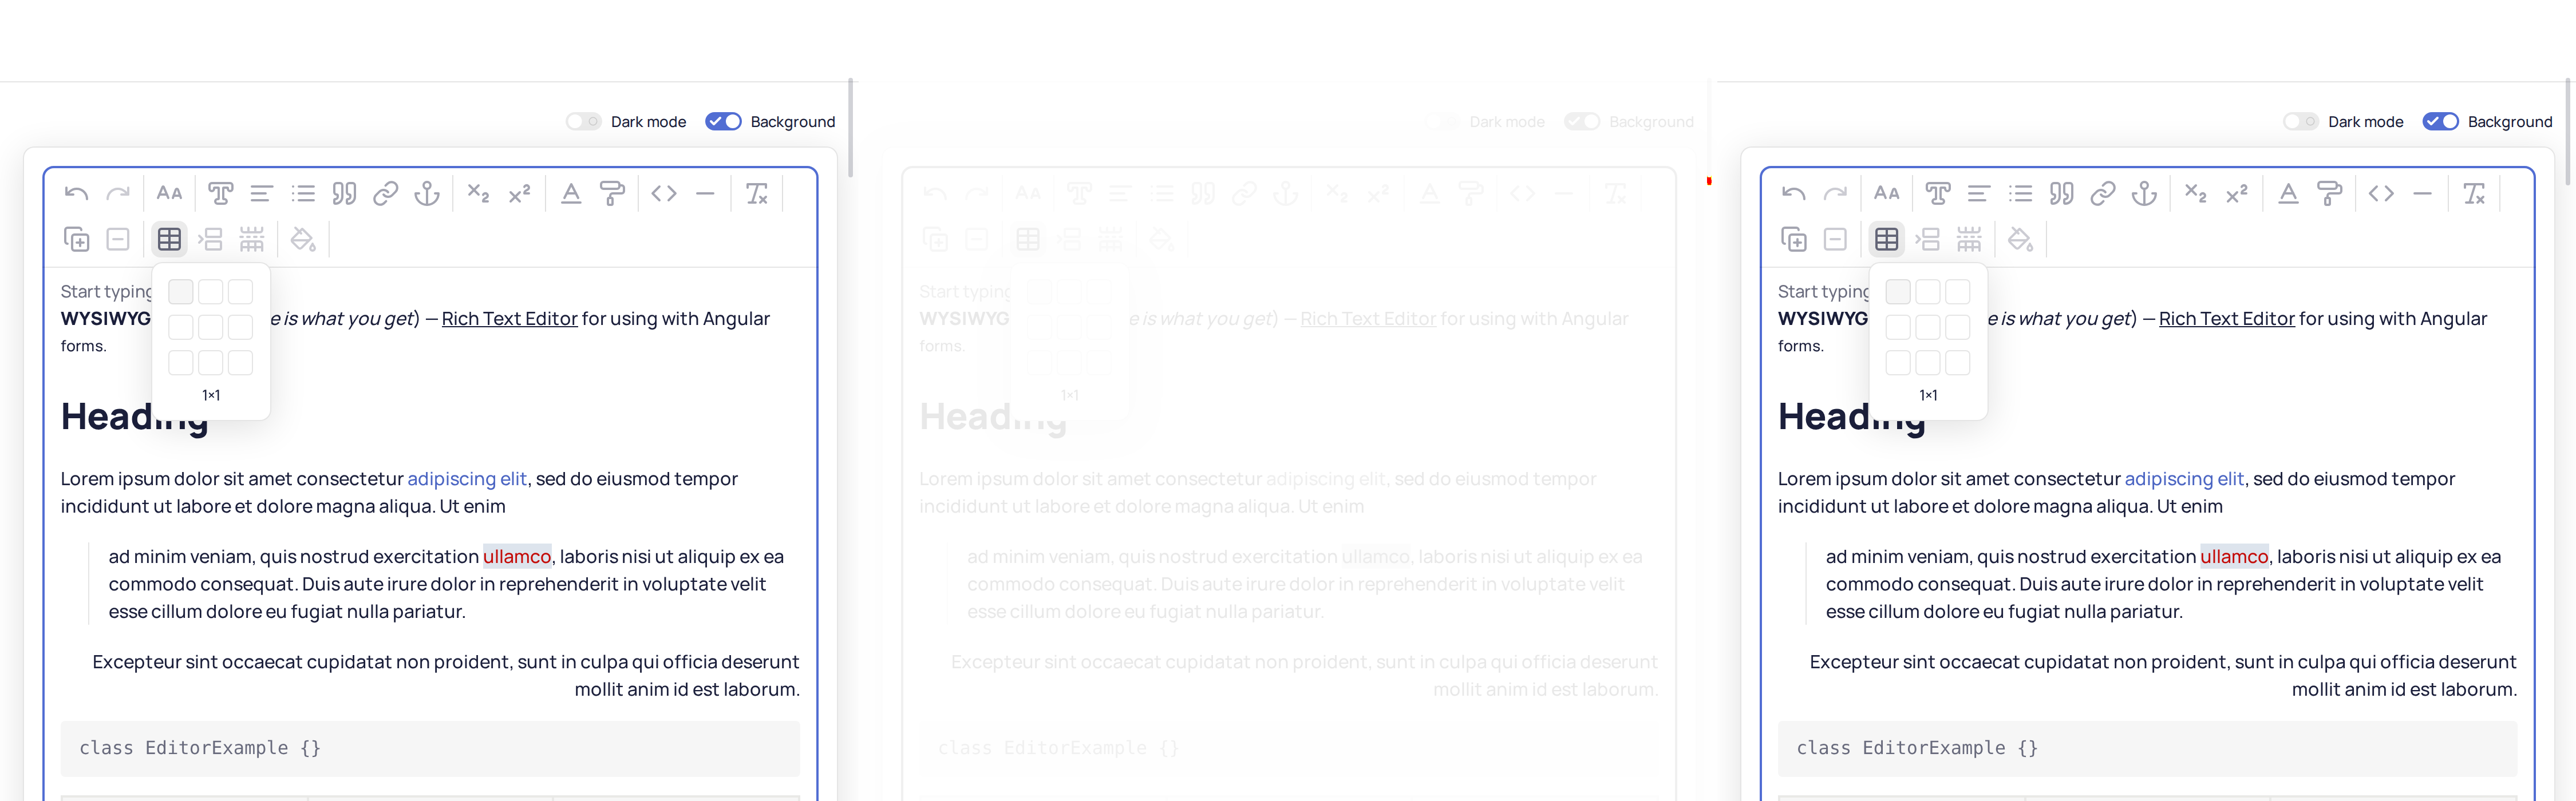 Dark mode Background
Start typing
WYSIWYG e is what you get) — Rich Text Editor for using with Angular
forms.
1×1
Heading
Lorem ipsum dolor sit amet consectetur adipiscing elit, sed do eiusmod tempor
incididunt ut labore et dolore magna aliqua. Ut enim
ad minim veniam, quis nostrud exercitation ullamco, laboris nisi ut aliquip ex ea
commodo consequat. Duis aute irure dolor in reprehenderit in voluptate velit
esse cillum dolore eu fugiat nulla pariatur.
Excepteur sint occaecat cupidatat non proident, sunt in culpa qui officia deserunt
mollit anim id est laborum.
class EditorExample {}
Dark mode Background
Start typing
WYSIWYG e is what you get) — Rich Text Editor for using with Angular
forms.
1×1
Heading
Lorem ipsum dolor sit amet consectetur adipiscing elit, sed do eiusmod tempor
incididunt ut labore et dolore magna aliqua. Ut enim
ad minim veniam, quis nostrud exercitation ullamco, laboris nisi ut aliquip ex ea
commodo consequat. Duis aute irure dolor in reprehenderit in voluptate velit
esse cillum dolore eu fugiat nulla pariatur.
Excepteur sint occaecat cupidatat non proident, sunt in culpa qui officia deserunt
mollit anim id est laborum.
class EditorExample {}
Dark mode Background
Start typing
WYSIWYG e is what you get) — Rich Text Editor for using with Angular
forms.
1×1
Heading
Lorem ipsum dolor sit amet consectetur adipiscing elit, sed do eiusmod tempor
incididunt ut labore et dolore magna aliqua. Ut enim
ad minim veniam, quis nostrud exercitation ullamco, laboris nisi ut aliquip ex ea
commodo consequat. Duis aute irure dolor in reprehenderit in voluptate velit
esse cillum dolore eu fugiat nulla pariatur.
Excepteur sint occaecat cupidatat non proident, sunt in culpa qui officia deserunt
mollit anim id est laborum.
class EditorExample {}